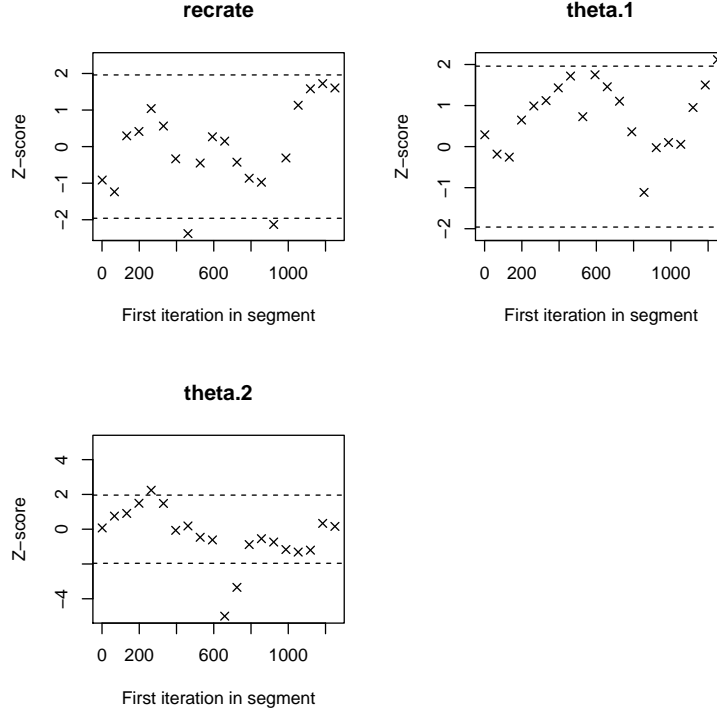 recrate
Z−score
2
1
0
−1
−2
0 200 600 1000
First iteration in segment
theta.1
Z−score
2
1
0
−1
−2
0 200 600 1000
First iteration in segment
theta.2
Z−score
4
2
0
−4
0 200 600 1000
First iteration in segment